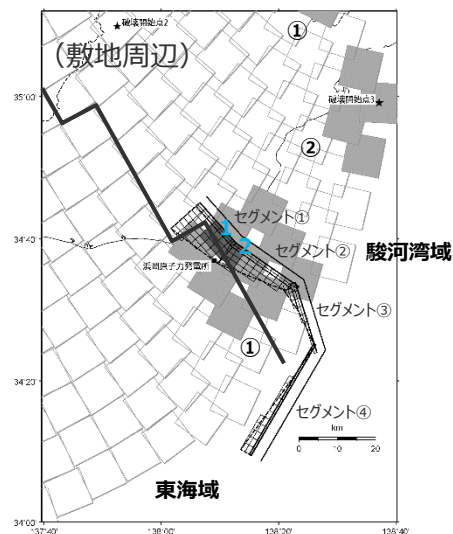 ①
★破壊開始点2
（敷地周辺）
35˚00'
破壊開始点3★
②
セグメント①
1
2
34˚40'
セグメント②
駿河湾域
浜岡原子力発電所
セグメント③
①
34˚20'
セグメント④
km
0 10 20
東海域
34˚00'
137˚40' 138˚00' 138˚20' 138˚40'